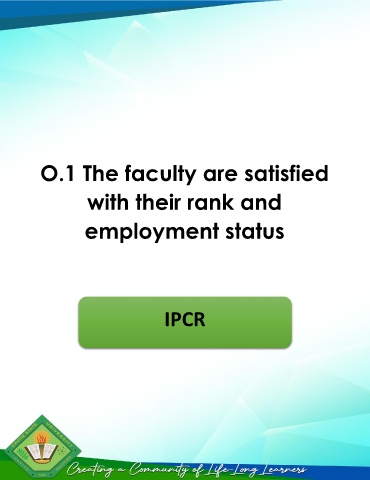 O.1 The faculty are satisfied
with their rank and
employment status
IPCR
Creating a Community of Life-Long Learners